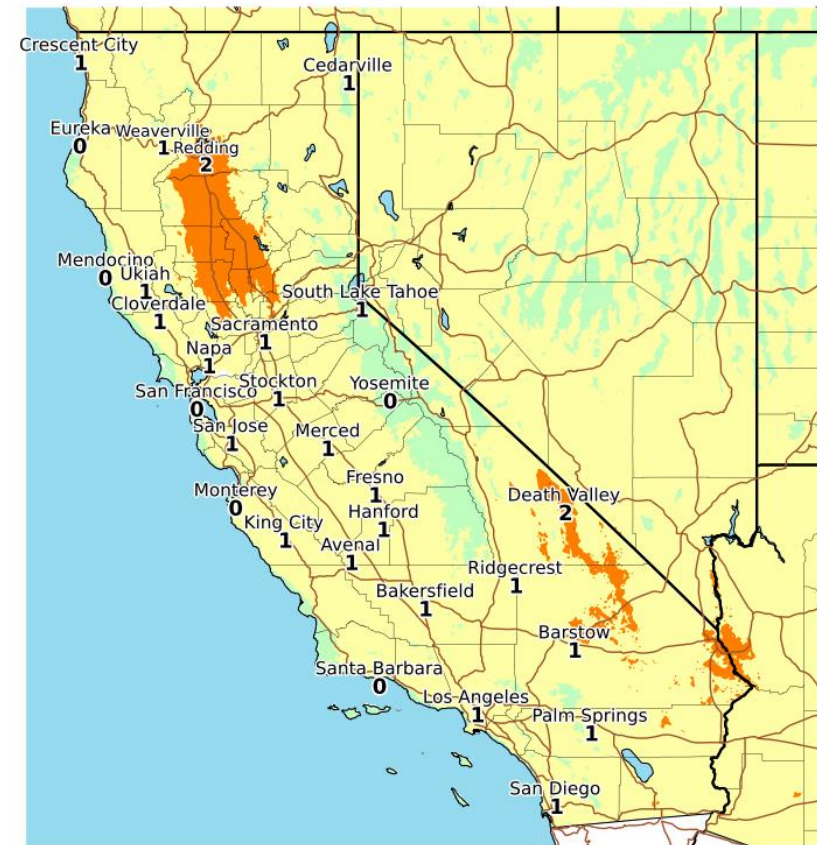 Crescent City
1
Cedarville
1
Eureka
0
Weaverville
1
Redding
2
Mendocino
0
Ukiah
1
Cloverdale
1
South Lake Tahoe
1
Sacramento
1
Napa
1
San Francisco
0
Stockton
1
Yosemite
0
San Jose
1
Merced
1
Fresno
1
Monterey
0
Hanford
1
King City
1
Avenal
1
Death Valley
2
Ridgecrest
1
Bakersfield
1
Barstow
1
Santa Barbara
0
Los Angeles
1
Palm Springs
1
San Diego
1